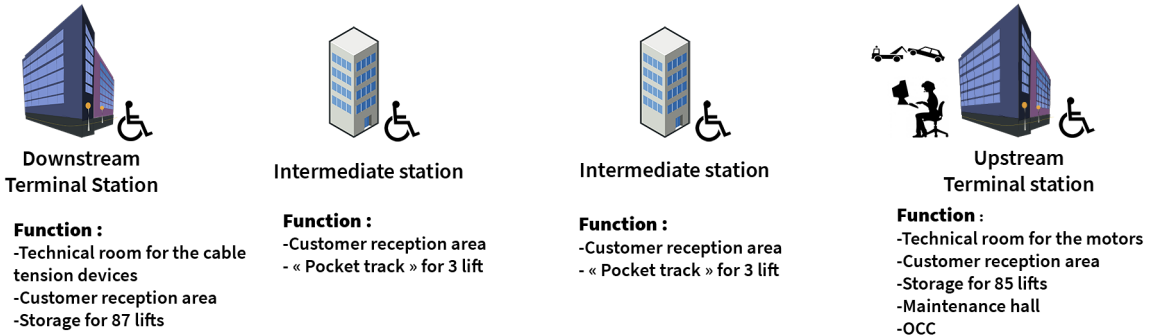 Downstream
Terminal Station
Function :
-Technical room for the cable
tension devices
-Customer reception area
-Storage for 87 lifts
Intermediate station
Function :
-Customer reception area
- « Pocket track » for 3 lift
Intermediate station
Function :
-Customer reception area
- « Pocket track » for 3 lift
Upstream
Terminal station
Function :
-Technical room for the motors
-Customer reception area
-Storage for 85 lifts
-Maintenance hall
-OCC